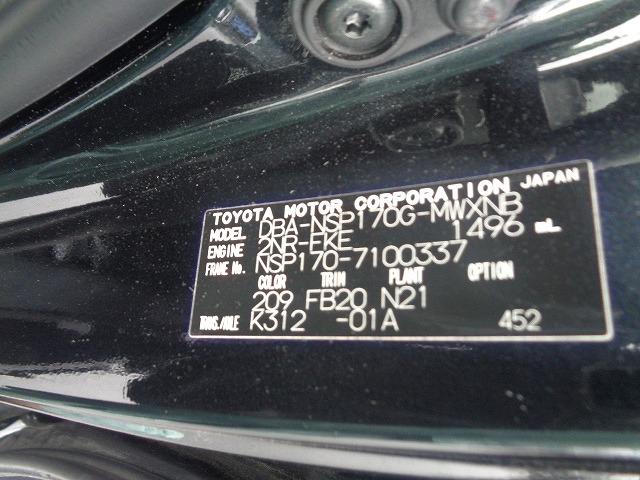 TOYOTA MOTOR CORPORATION JAPAN
MODEL DBA-NSP170G-MWXNB
ENGINE 2NR-FKE 1496 mL
FRAME No. NSP170-7100337
COLOR TRIM PLANT OPTION
209 FB20 N21
TRANS./AXLE K312 -01A 452